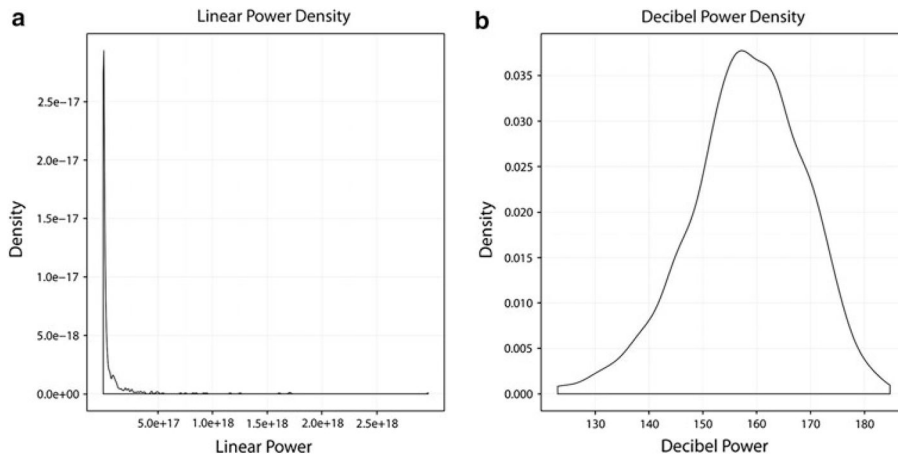 a
Linear Power Density
2.5e−17
2.0e−17
1.5e−17
1.0e−17
5.0e−18
0.0e+00
Density
5.0e+17
1.0e+18
1.5e+18
2.0e+18
2.5e+18
Linear Power
b
Decibel Power Density
0.035
0.030
0.025
0.020
0.015
0.010
0.005
0.000
Density
130
140
150
160
170
180
Decibel Power